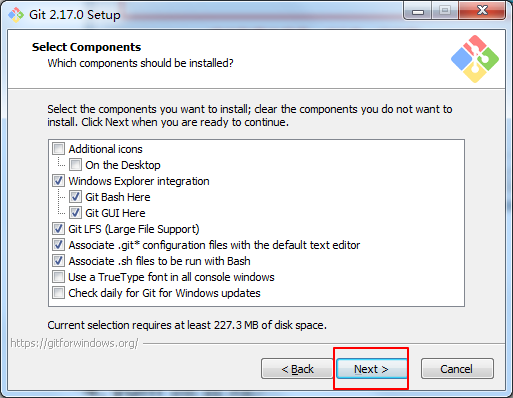 Git 2.17.0 Setup
Select Components
Which components should be installed?
Select the components you want to install; clear the components you do not want to
install. Click Next when you are ready to continue.
Additional icons
On the Desktop
Windows Explorer integration
Git Bash Here
Git GUI Here
Git LFS (Large File Support)
Associate .git* configuration files with the default text editor
Associate .sh files to be run with Bash
Use a TrueType font in all console windows
Check daily for Git for Windows updates
Current selection requires at least 227.3 MB of disk space.
https://gitforwindows.org/
< Back
Next >
Cancel